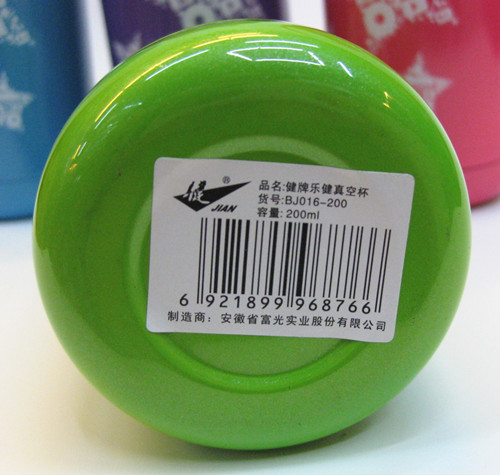 健
®
JIAN
品名:健牌乐健真空杯
货号:BJ016-200
容量: 200ml
6 921899 968766
制造商：安徽省富光实业股份有限公司